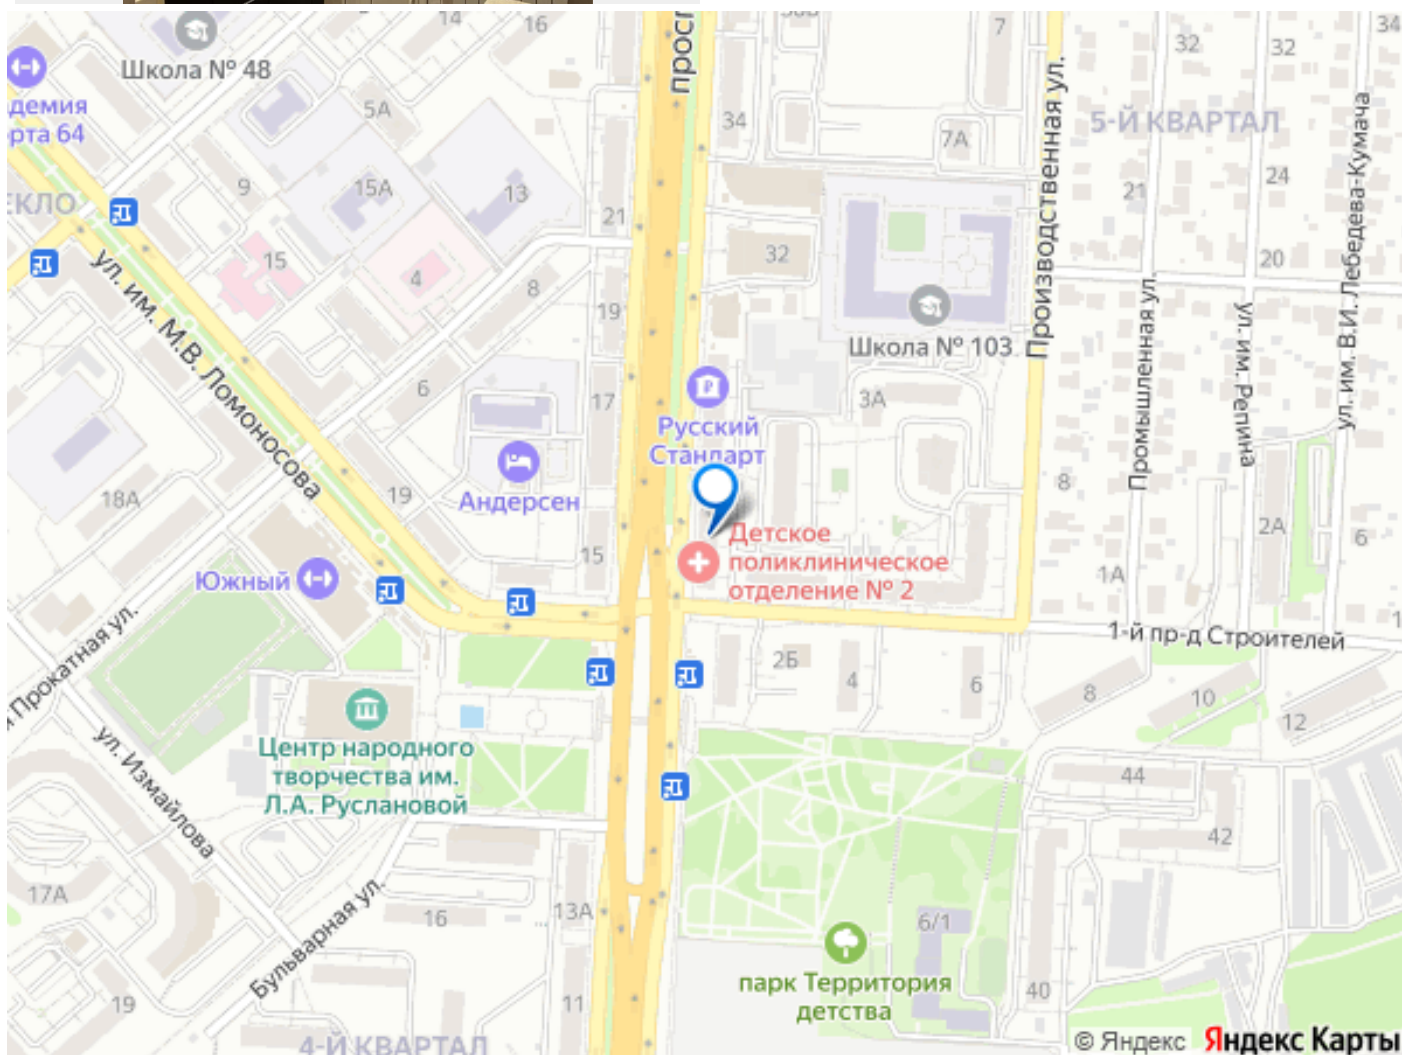 14
16
Школа № 48
7
32
32
34
5А
34
7А
5-Й КВАРТАЛ
демия
орта 64
ЕКЛО
9
15А
13
21
Производственная ул.
21
24
ул. им. В.И. Лебедева-Кумача
15
4
8
32
20
ул. им. М.В. Ломоносова
19
Школа № 103
Промышленная ул.
ул. им. Репина
6
17
Русский
Стандарт
3А
18А
19
Андерсен
8
2А
6
15
Детское
поликлиническое
отделение № 2
Южный
1А
1-й пр-д Строителей
Прокатная ул.
2Б
4
6
8
10
12
Центр народного
творчества им.
Л.А. Руслановой
ул. Измайлова
44
42
17А
Бульварная ул.
16
13А
6/1
парк Территория
детства
19
11
40
4-Й КВАРТАЛ
© Яндекс Яндекс Карты